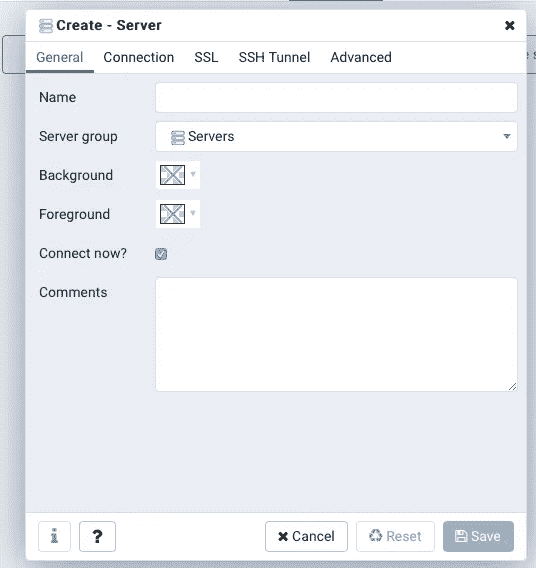 Create - Server
General Connection SSL SSH Tunnel Advanced
Name
Server group Servers
Background
Foreground
Connect now?
Comments
i ? Cancel Reset Save